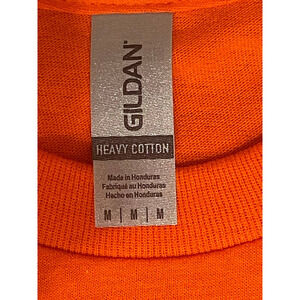 GILDAN
HEAVY COTTON
Made in Honduras
Fabriqué au Honduras
Hecho en Honduras
M | M | M